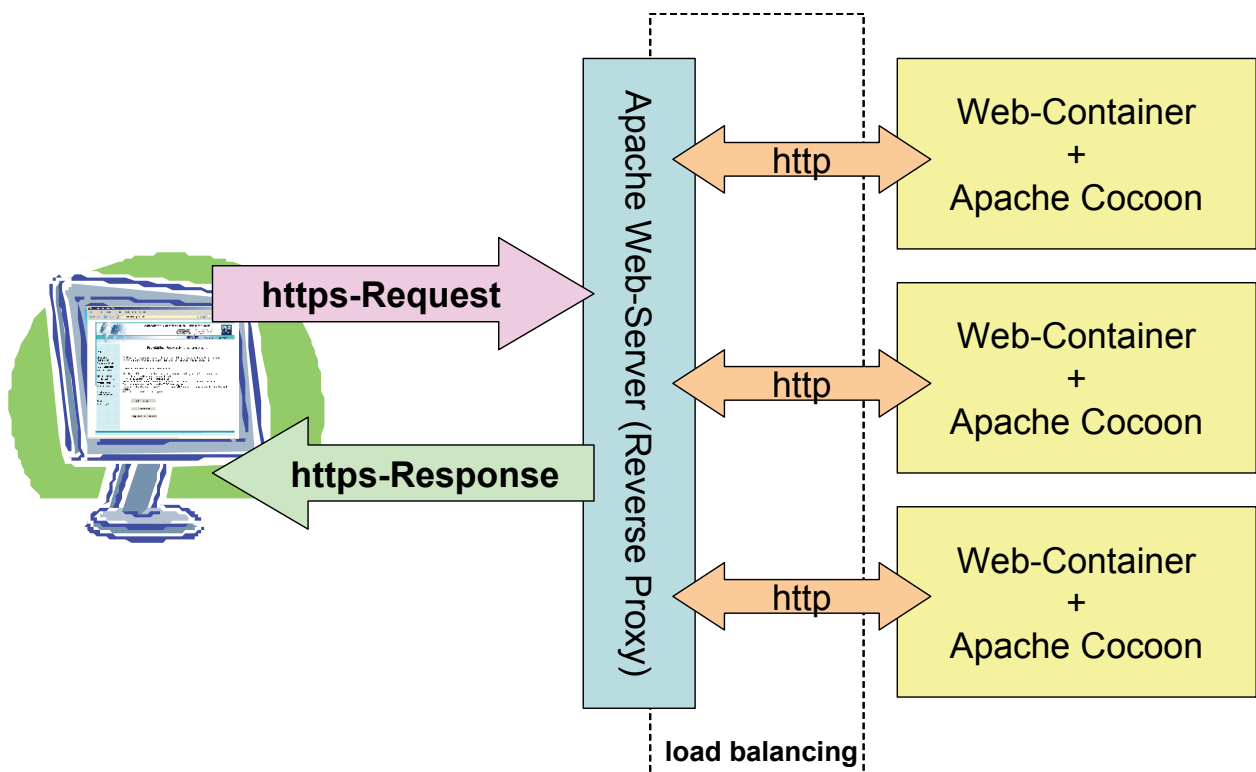 https-Request
https-Response
Apache Web-Server (Reverse Proxy)
http
http
http
load balancing
Web-Container
+
Apache Cocoon
Web-Container
+
Apache Cocoon
Web-Container
+
Apache Cocoon